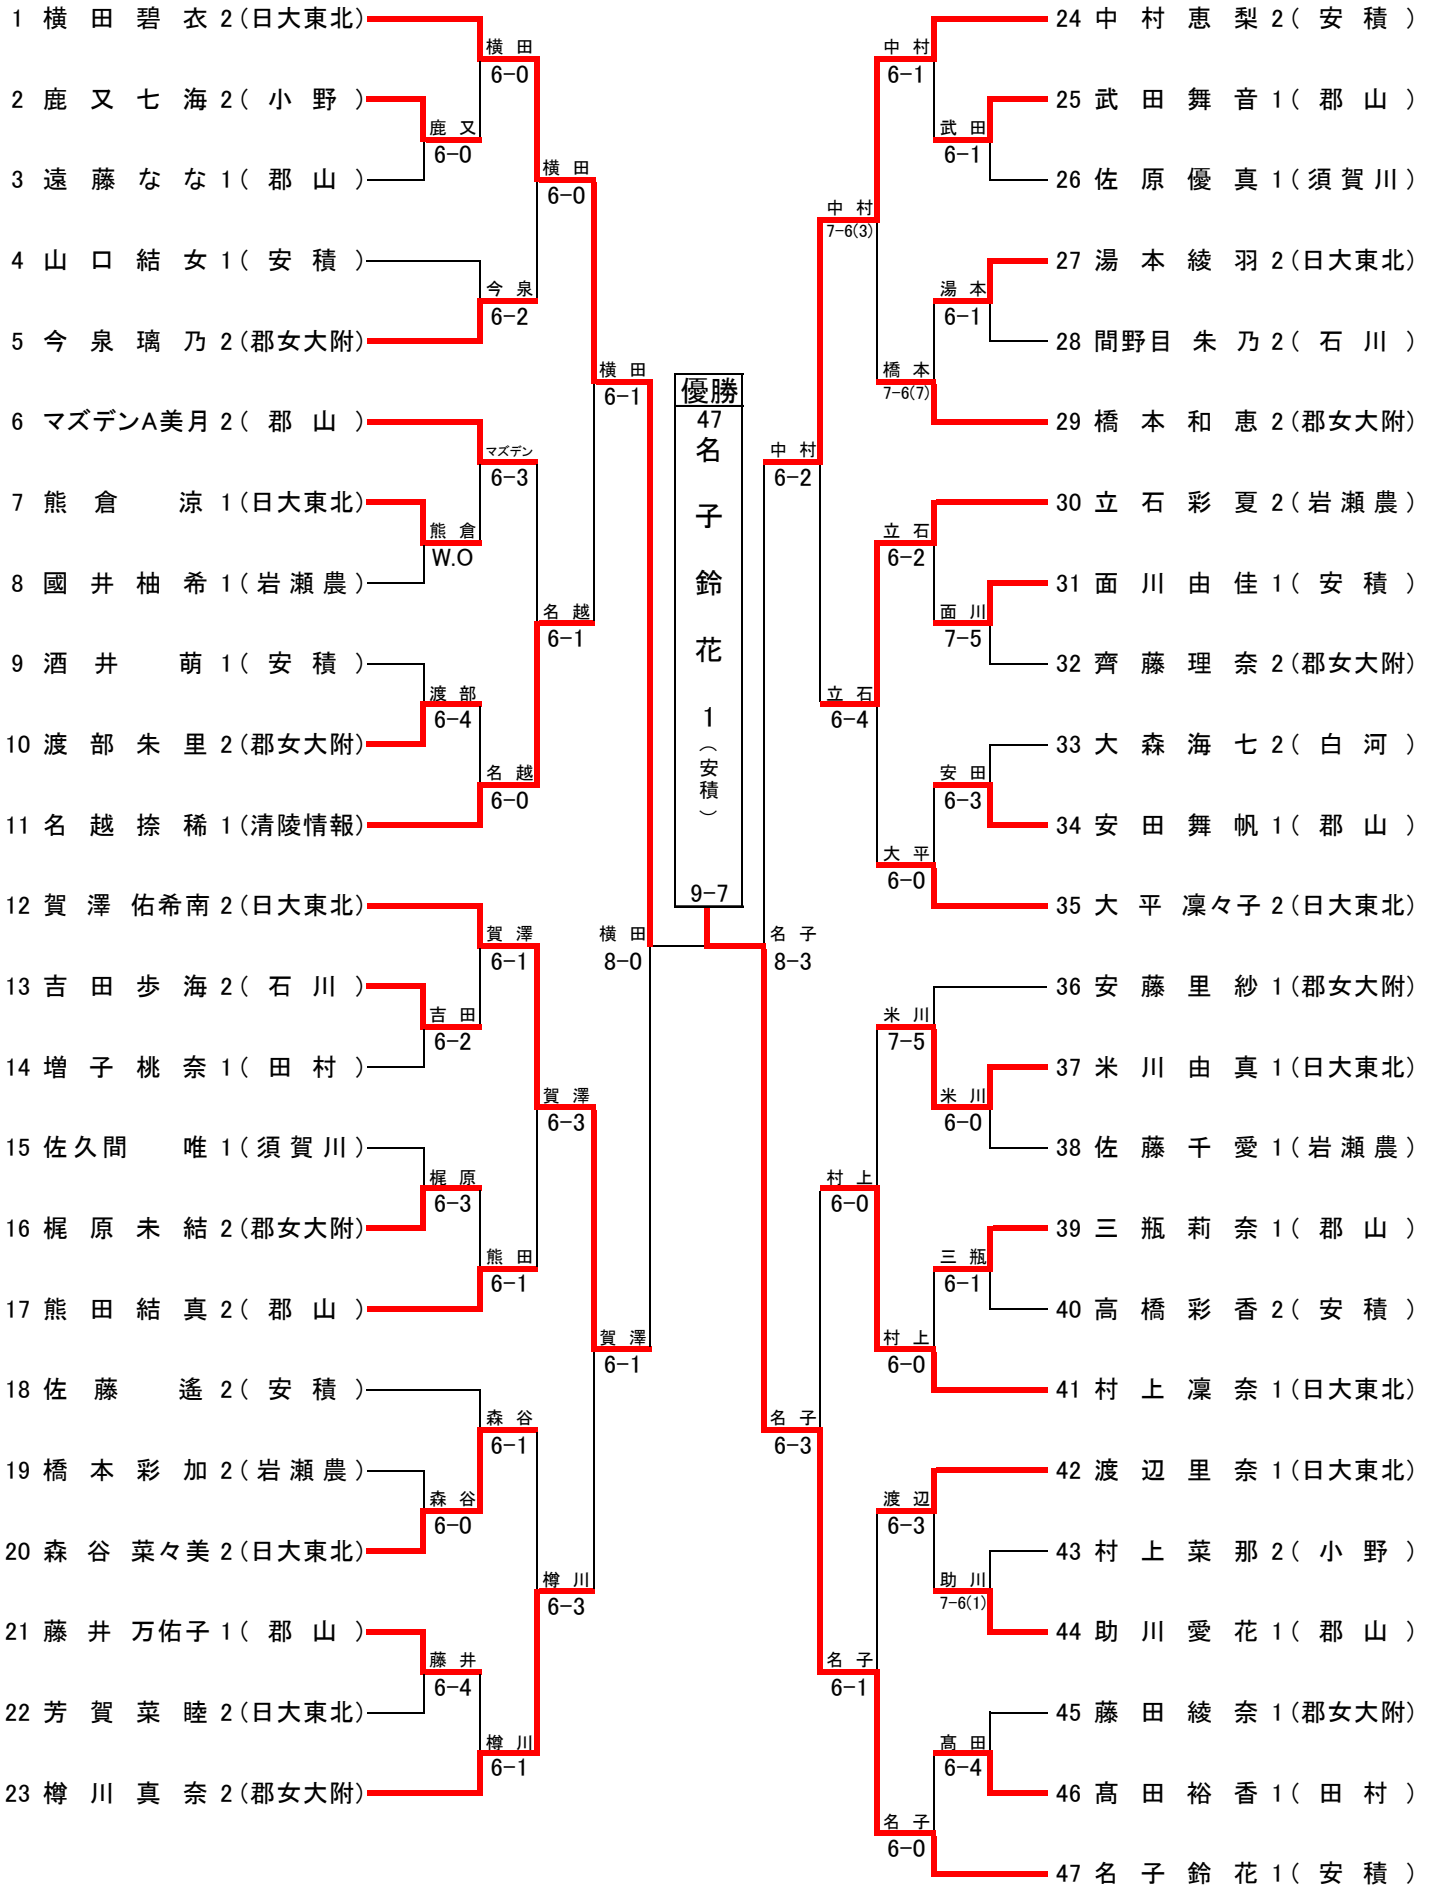 1 横田碧衣 2(日大東北)
2 鹿又七海 2(小野)
3 遠藤なな 1(郡山)
4 山口結女 1(安積)
5 今泉璃乃 2(郡女大附)
6 マズデンA美月 2(郡山)
7 熊倉涼 1(日大東北)
8 國井柚希 1(岩瀬農)
9 酒井萌 1(安積)
10 渡部朱里 2(郡女大附)
11 名越捺稀 1(清陵情報)
12 賀澤佑希南 2(日大東北)
13 吉田歩海 2(石川)
14 増子桃奈 1(田村)
15 佐久間唯 1(須賀川)
16 梶原未結 2(郡女大附)
17 熊田結真 2(郡山)
18 佐藤遙 2(安積)
19 橋本彩加 2(岩瀬農)
20 森谷菜々美 2(日大東北)
21 藤井万佑子 1(郡山)
22 芳賀菜睦 2(日大東北)
23 樽川真奈 2(郡女大附)
鹿又
6-0
熊倉
W.O
渡部
6-4
吉田
6-2
梶原
6-3
森谷
6-0
藤井
6-4
横田
6-0
今泉
6-2
マズデン
6-3
名越
6-0
賀澤
6-1
熊田
6-1
森谷
6-1
樽川
6-1
横田
6-0
名越
6-1
賀澤
6-3
樽川
6-3
横田
6-1
賀澤
6-1
横田
8-0
優勝
47
名子鈴花
1
(安積)
9-7
名子
8-3
中村
6-2
名子
6-3
中村
7-6(3)
立石
6-4
村上
6-0
名子
6-1
中村
6-1
橋本
7-6(7)
立石
6-2
大平
6-0
米川
7-5
村上
6-0
渡辺
6-3
名子
6-0
武田
6-1
湯本
6-1
面川
7-5
安田
6-3
米川
6-0
三瓶
6-1
助川
7-6(1)
髙田
6-4
24 中村恵梨 2(安積)
25 武田舞音 1(郡山)
26 佐原優真 1(須賀川)
27 湯本綾羽 2(日大東北)
28 間野目朱乃 2(石川)
29 橋本和恵 2(郡女大附)
30 立石彩夏 2(岩瀬農)
31 面川由佳 1(安積)
32 齊藤理奈 2(郡女大附)
33 大森海七 2(白河)
34 安田舞帆 1(郡山)
35 大平凜々子 2(日大東北)
36 安藤里紗 1(郡女大附)
37 米川由真 1(日大東北)
38 佐藤千愛 1(岩瀬農)
39 三瓶莉奈 1(郡山)
40 高橋彩香 2(安積)
41 村上凜奈 1(日大東北)
42 渡辺里奈 1(日大東北)
43 村上菜那 2(小野)
44 助川愛花 1(郡山)
45 藤田綾奈 1(郡女大附)
46 髙田裕香 1(田村)
47 名子鈴花 1(安積)